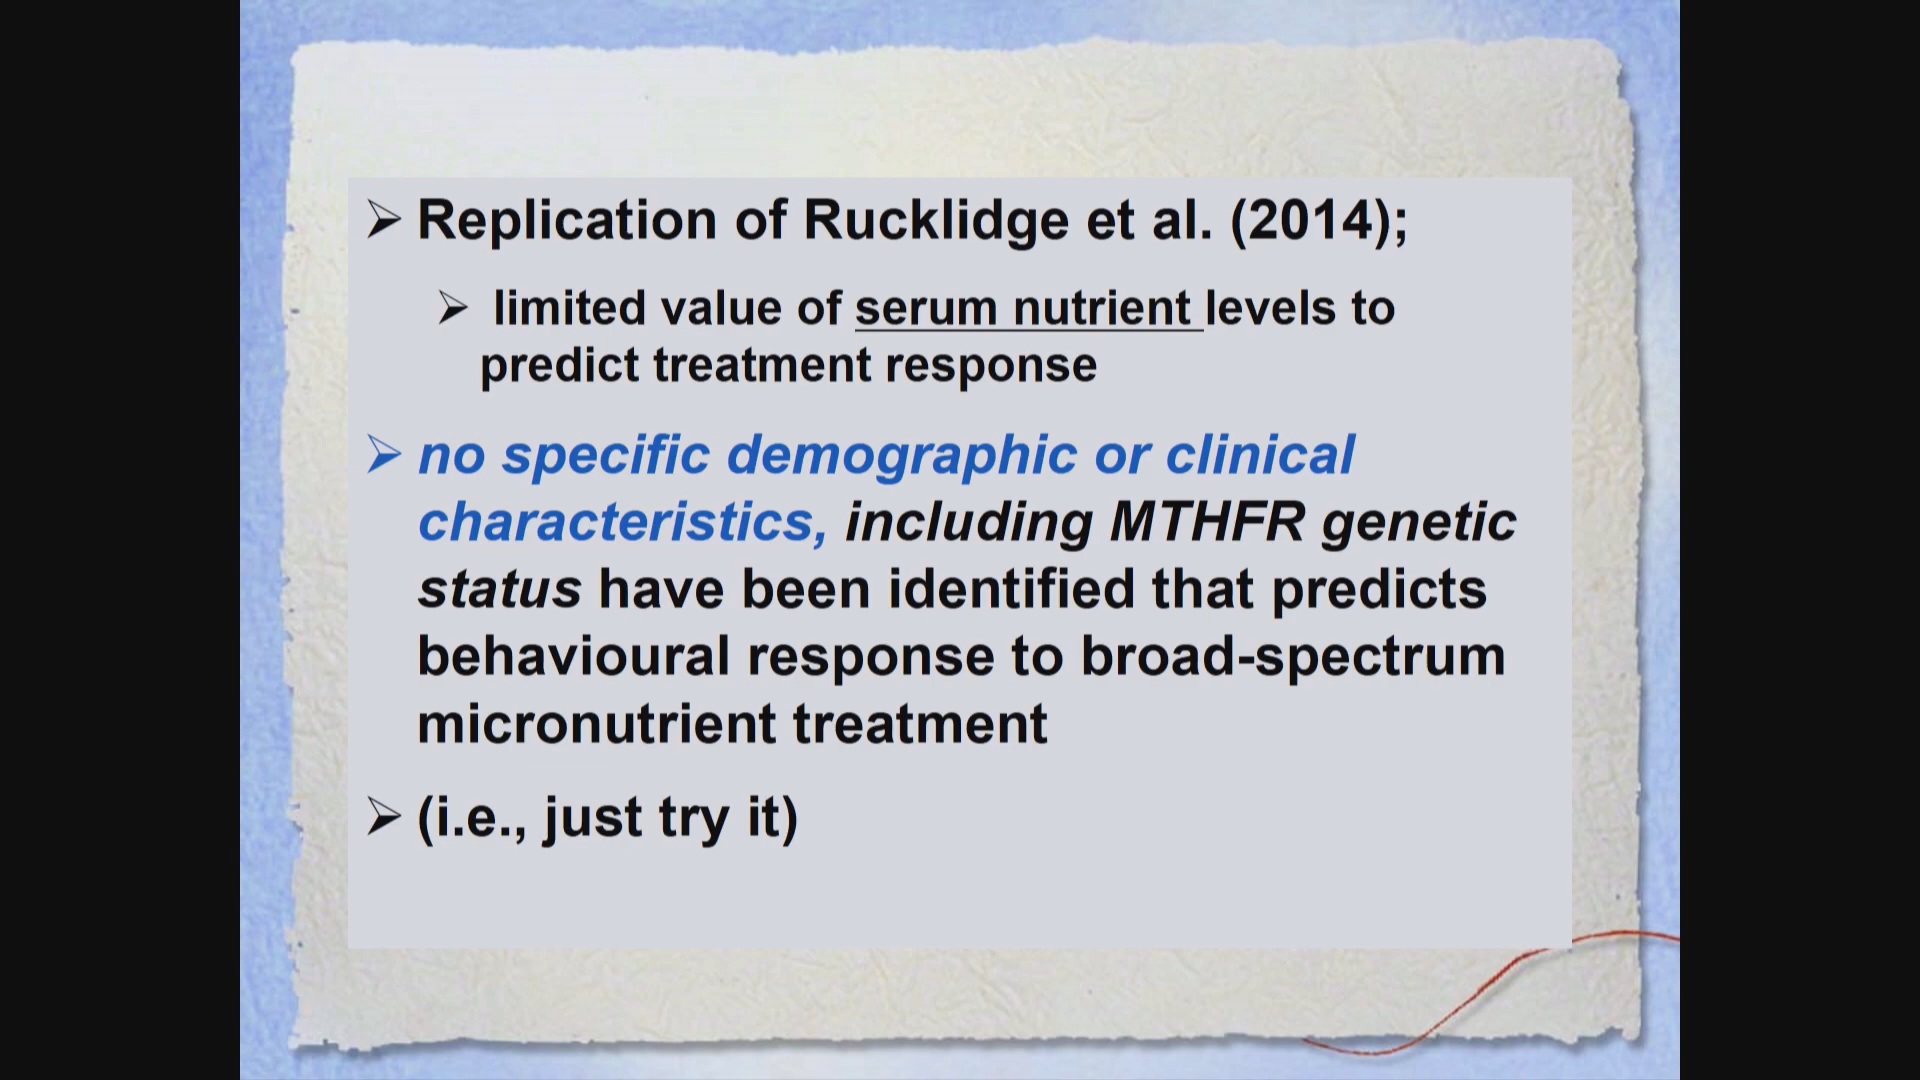 Replication of Rucklidge et al. (2014);
limited value of serum nutrient levels to
predict treatment response
no specific demographic or clinical
characteristics, including MTHFR genetic
status have been identified that predicts
behavioural response to broad-spectrum
micronutrient treatment
(i.e., just try it)